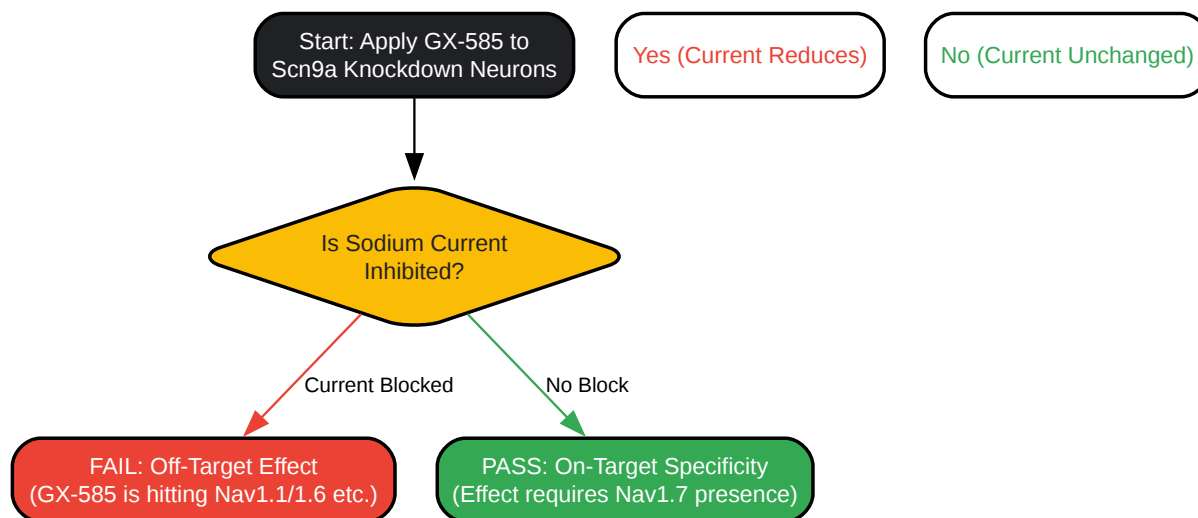 Start: Apply GX-585 to
Scn9a Knockdown Neurons
Yes (Current Reduces)
No (Current Unchanged)
Is Sodium Current
Inhibited?
Current Blocked
No Block
FAIL: Off-Target Effect
(GX-585 is hitting Nav1.1/1.6 etc.)
PASS: On-Target Specificity
(Effect requires Nav1.7 presence)